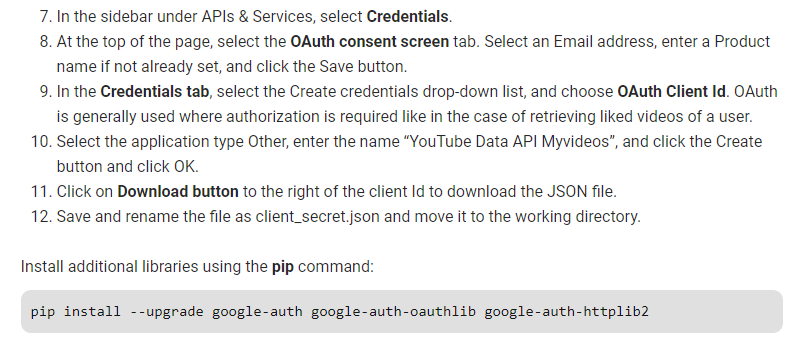 7. In the sidebar under APIs & Services, select Credentials.
8. At the top of the page, select the OAuth consent screen tab. Select an Email address, enter a Product
name if not already set, and click the Save button.
9. In the Credentials tab, select the Create credentials drop-down list, and choose OAuth Client Id. OAuth
is generally used where authorization is required like in the case of retrieving liked videos of a user.
10. Select the application type Other, enter the name “YouTube Data API Myvideos”, and click the Create
button and click OK.
11. Click on Download button to the right of the client Id to download the JSON file.
12. Save and rename the file as client_secret.json and move it to the working directory.
Install additional libraries using the pip command:
pip install --upgrade google-auth google-auth-oauthlib google-auth-httplib2